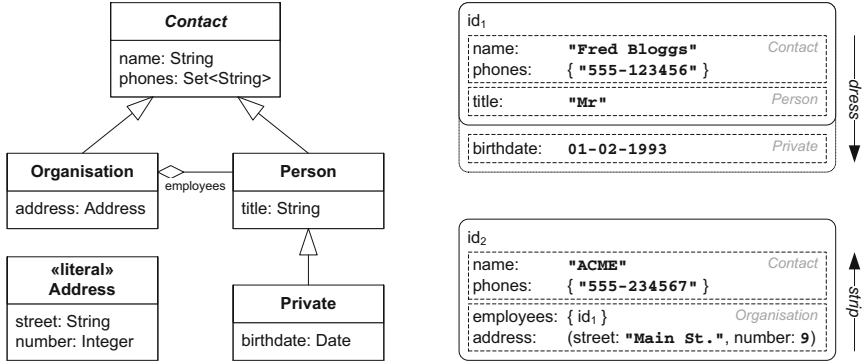 Contact
name: String
phones: Set<String>
Organisation
address: Address
employees
Person
title: String
«literal»
Address
street: String
number: Integer
Private
birthdate: Date
id1
name: "Fred Bloggs" Contact
phones: { "555-123456" }
title: "Mr" Person
birthdate: 01-02-1993 Private
dress
id2
name: "ACME" Contact
phones: { "555-234567" }
employees: { id1 } Organisation
address: (street: "Main St.", number: 9)
strip